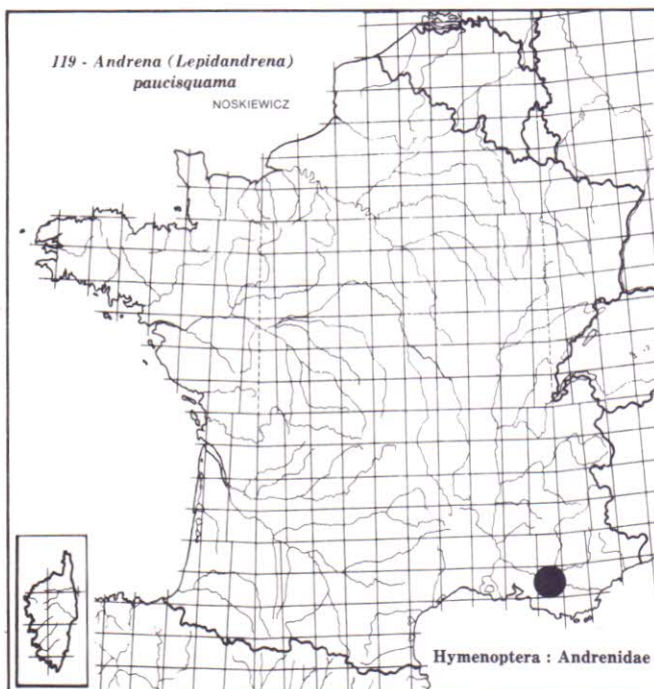 119 - Andrena (Lepidandrena)
paucisquama
NOSKIEWICZ
Hymenoptera : Andrenidae